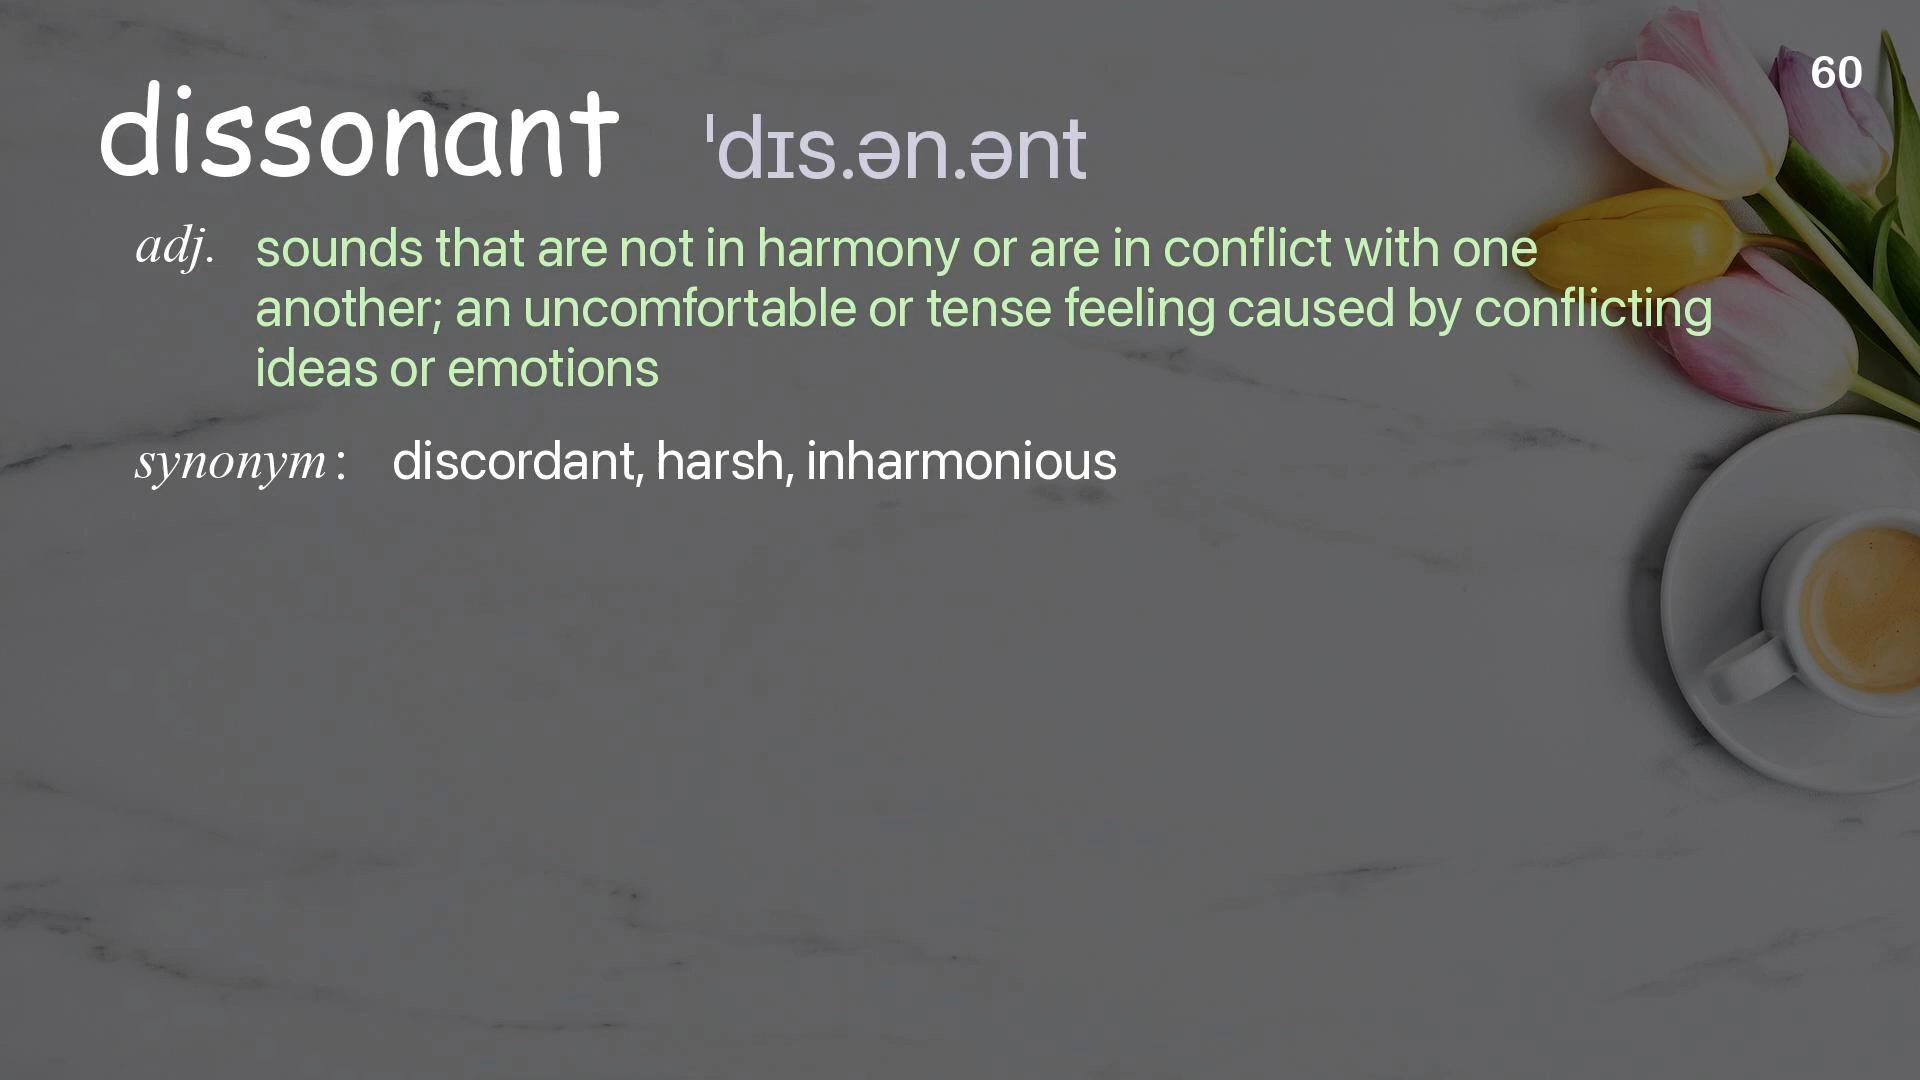 60
dissonant ˈdɪs.ən.ənt
adj. sounds that are not in harmony or are in conflict with one
another; an uncomfortable or tense feeling caused by conflicting
ideas or emotions
synonym: discordant, harsh, inharmonious